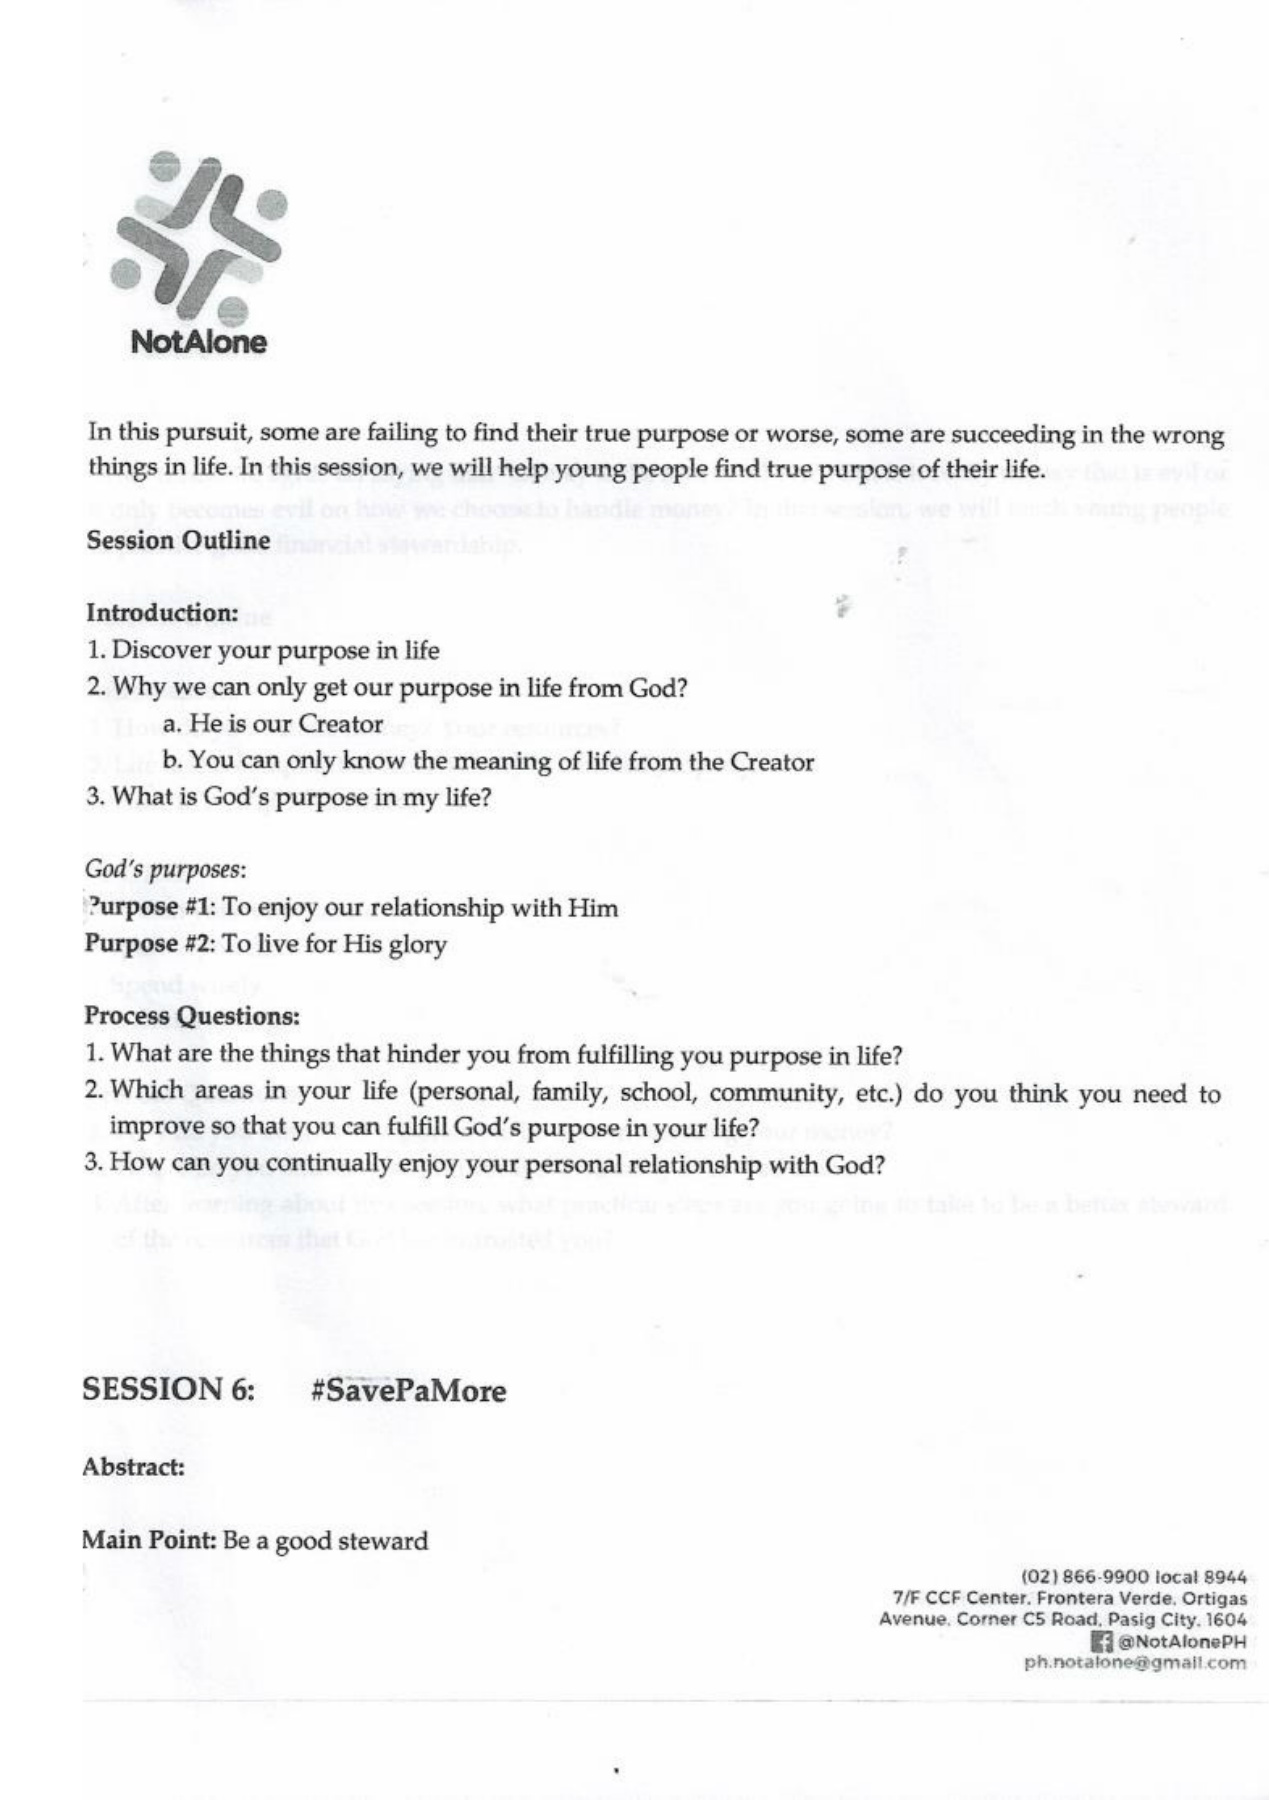 NotAlone
In this pursuit, some are failing to find their true purpose or worse, some are succeeding in the wrong
things in life. In this session, we will help young people find true purpose of their life.
Session Outline
Introduction:
1. Discover your purpose in life
2. Why we can only get our purpose in life from God?
a. He is our Creator
b. You can only know the meaning of life from the Creator
3. What is God's purpose in my life?
God's purposes:
Purpose #1: To enjoy our relationship with Him
Purpose #2: To live for His glory
Process Questions:
1. What are the things that hinder you from fulfilling you purpose in life?
2. Which areas in your life (personal, family, school, community, etc.) do you think you need to
improve so that you can fulfill God's purpose in your life?
3. How can you continually enjoy your personal relationship with God?
SESSION 6: #SavePaMore
Abstract:
Main Point: Be a good steward
(02) 866-9900 local 8944
7/F CCF Center, Frontera Verde, Ortigas
Avenue, Corner C5 Road, Pasig City, 1604
@NotAlonePH
ph.notalone@gmail.com